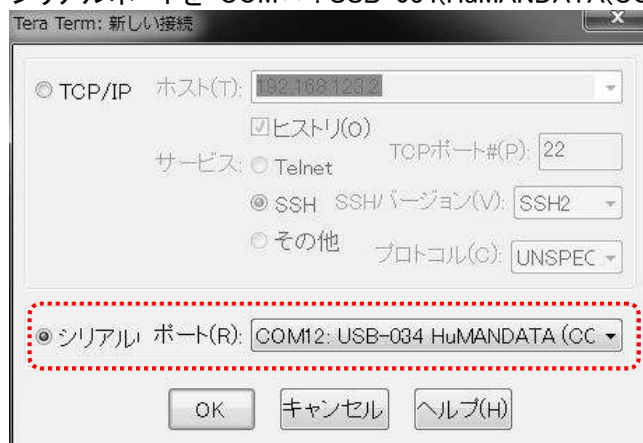 シリアルポートを COM
Tera Term: 新しい接続
TCP/IP ホスト(T): 192.168.123.2
ヒストリ(O)
サービス: Telnet TCPポート#(P): 22
SSH SSHバージョン(V): SSH2
その他 プロトコル(C): UNSPEC
シリアル ポート(R): COM12: USB-034 HuMANDATA (CC
OK キャンセル ヘルプ(H)